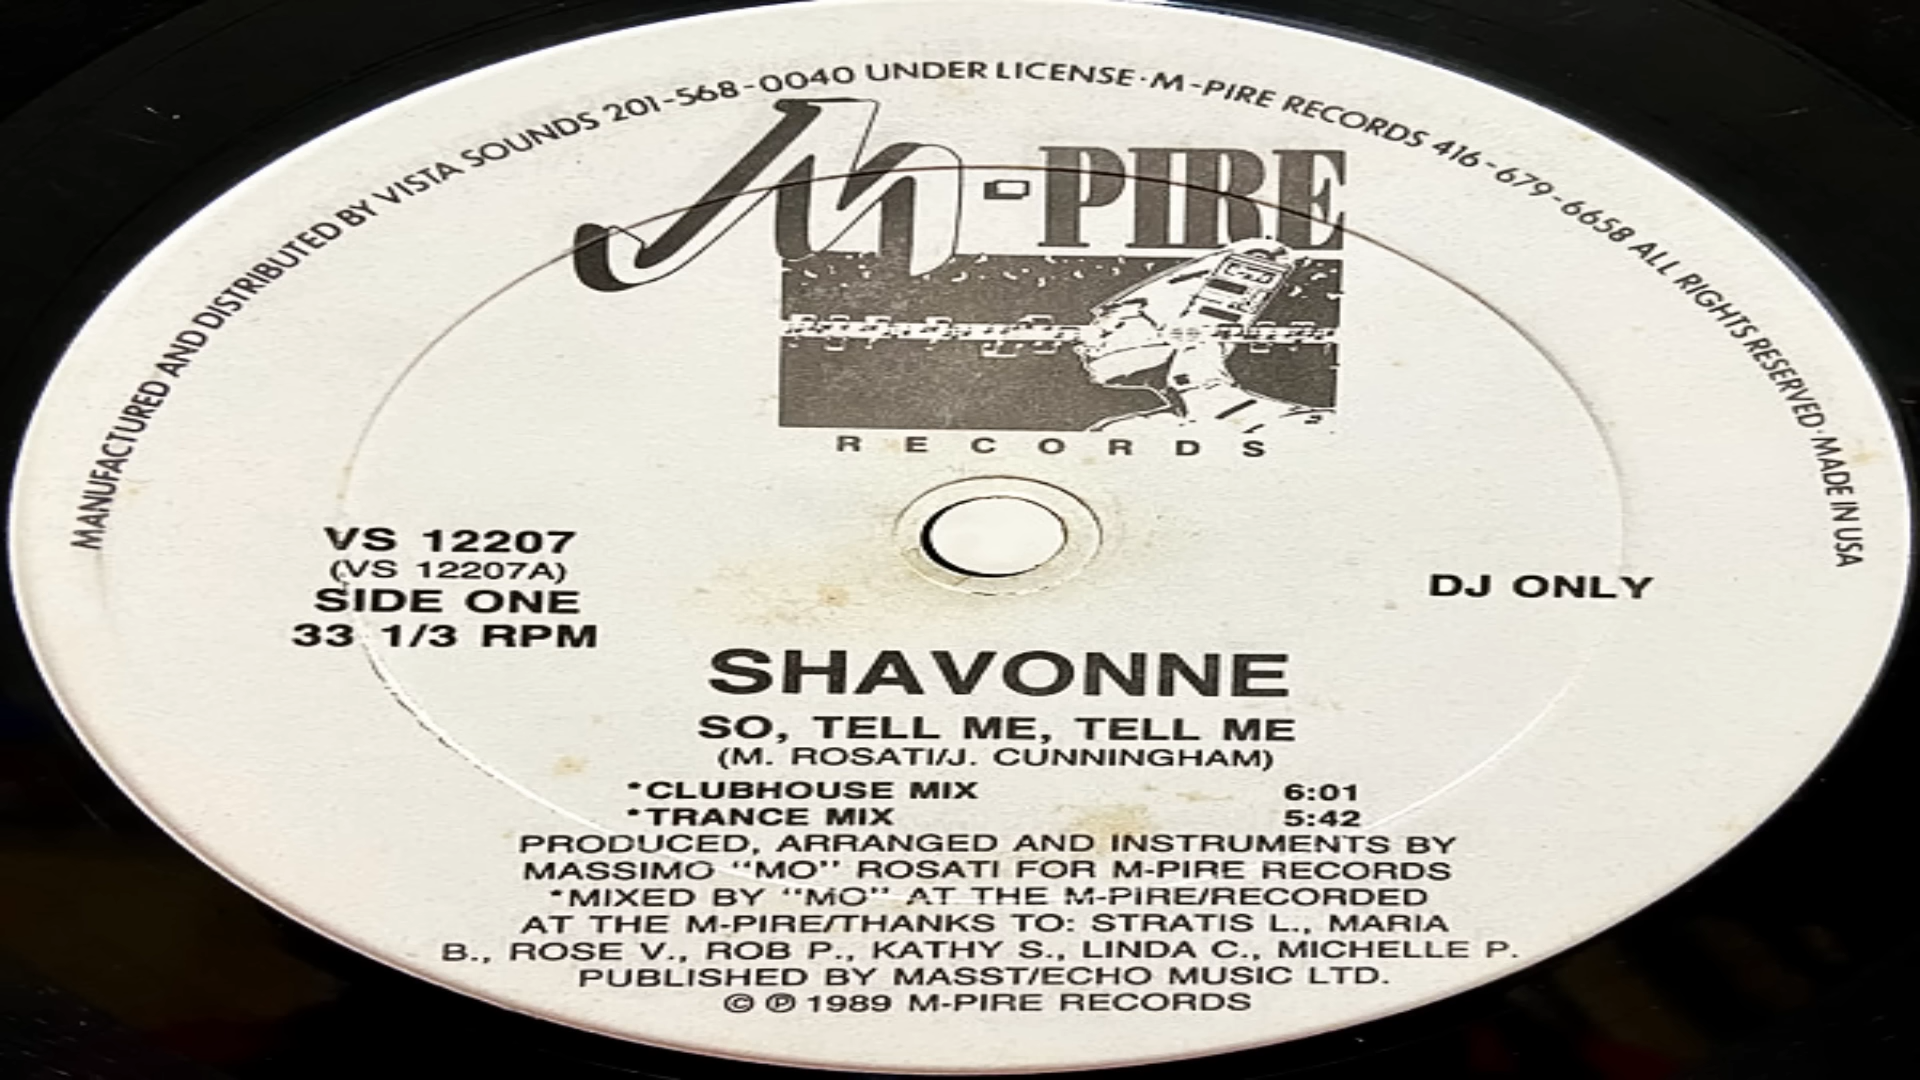 MANUFACTURED AND DISTRIBUTED BY VISTA SOUNDS 201-568-0040 UNDER LICENSE·M-PIRE RECORDS 416-679-6658 ALL RIGHTS RESERVED·MADE IN USA
M-PIRE
RECORDS
VS 12207
(VS 12207A)
SIDE ONE
33 1/3 RPM
DJ ONLY
SHAVONNE
SO, TELL ME, TELL ME
(M. ROSATI/J. CUNNINGHAM)
*CLUBHOUSE MIX 6:01
*TRANCE MIX 5:42
PRODUCED, ARRANGED AND INSTRUMENTS BY
MASSIMO "MO" ROSATI FOR M-PIRE RECORDS
*MIXED BY "MO" AT THE M-PIRE/RECORDED
AT THE M-PIRE/THANKS TO: STRATIS L., MARIA
B., ROSE V., ROB P., KATHY S., LINDA C., MICHELLE P.
PUBLISHED BY MASST/ECHO MUSIC LTD.
© ℗ 1989 M-PIRE RECORDS